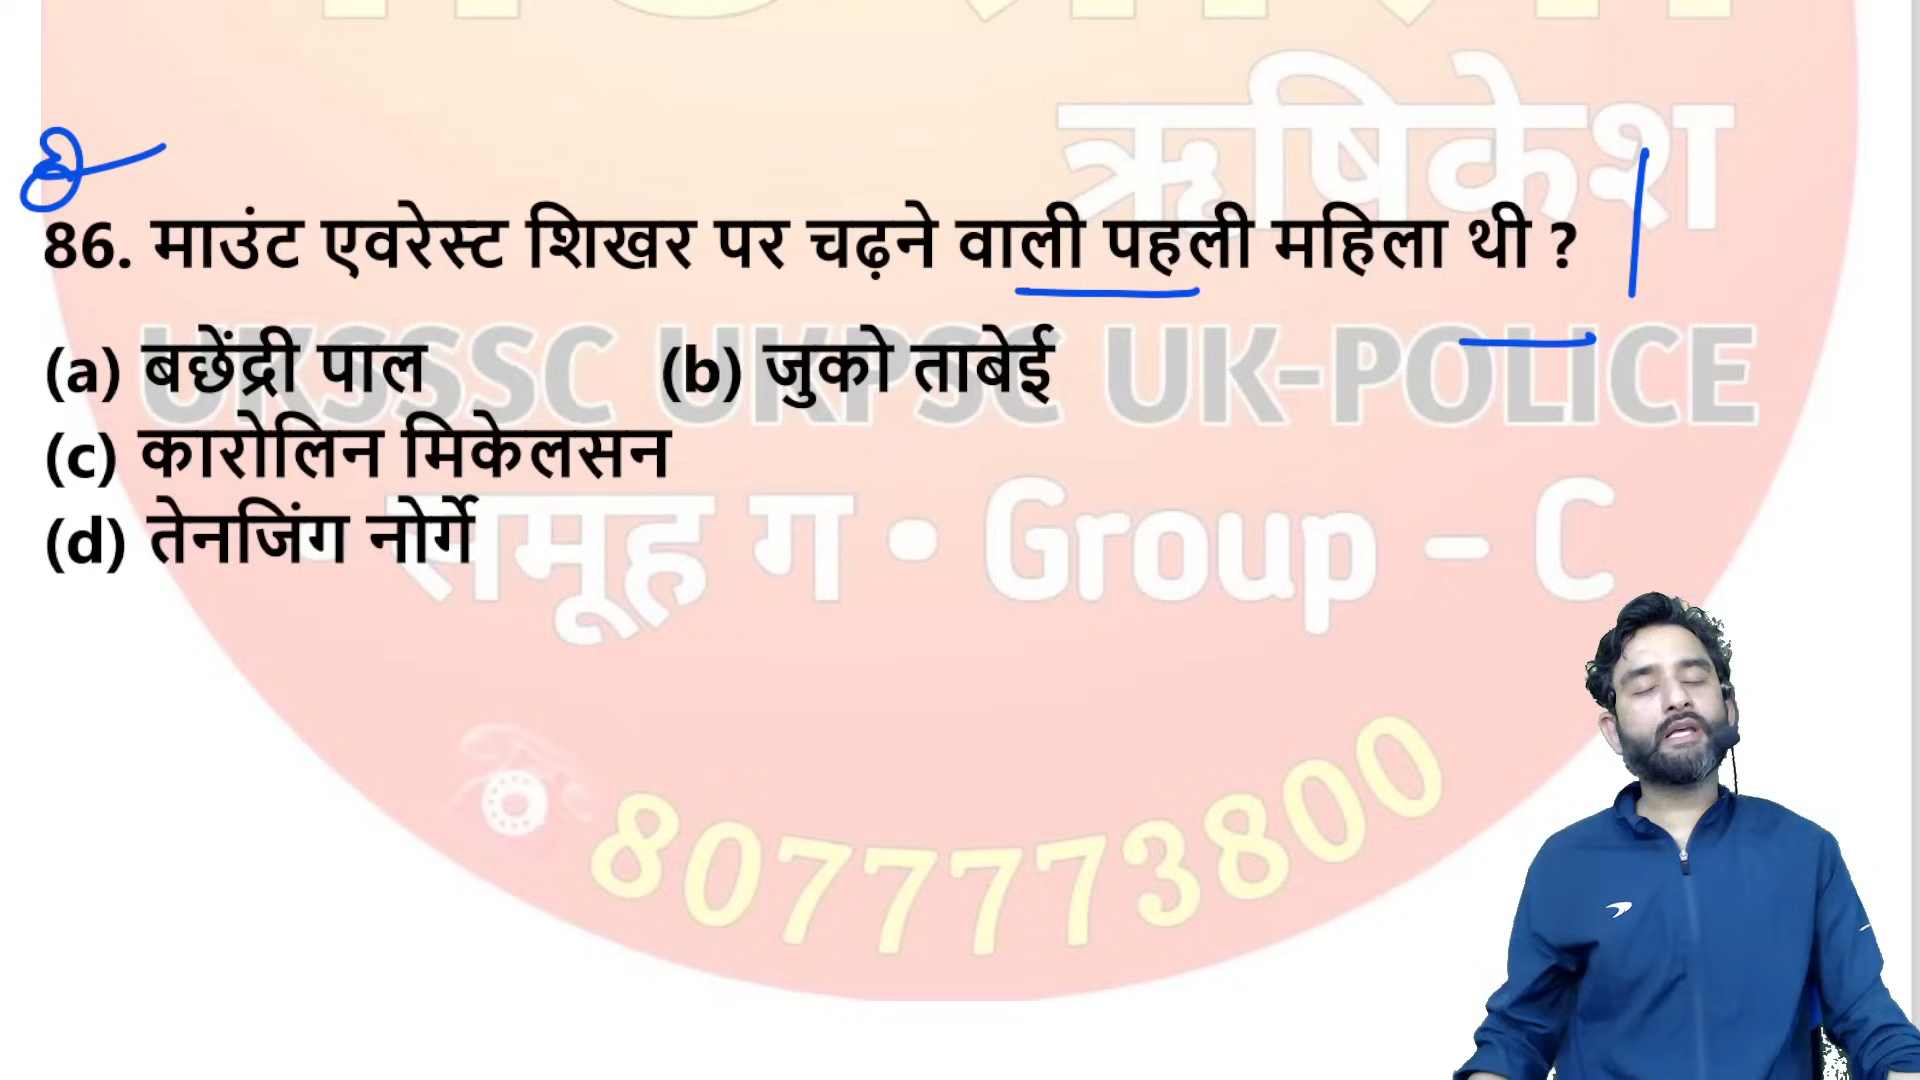 ऋषिकेश
86. माउंट एवरेस्ट शिखर पर चढ़ने वाली पहली महिला थी ?
UKSSSC UKPSC UK-POLICE
(a) बछेंद्री पाल (b) जुको ताबेई
(c) कारोलिन मिकेलसन
समूह ग • Group - C
(d) तेनजिंग नोर्गे
8077773800